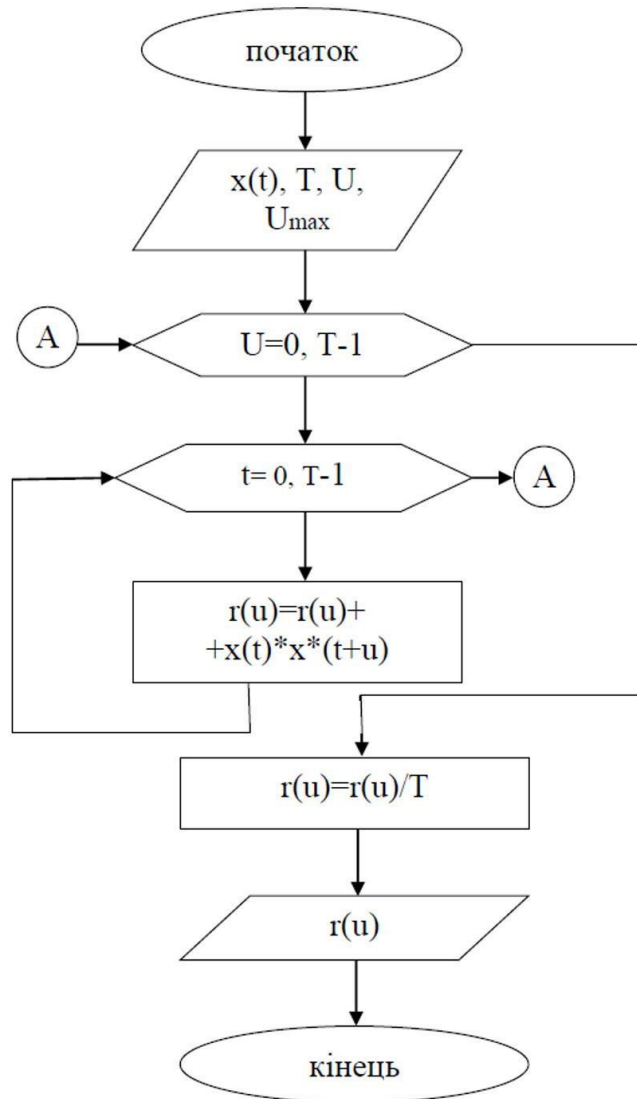 початок
x(t), T, U,
Umax
A
U=0, T-1
t= 0, T-1
A
r(u)=r(u)+
+x(t)*x*(t+u)
r(u)=r(u)/T
r(u)
кінець